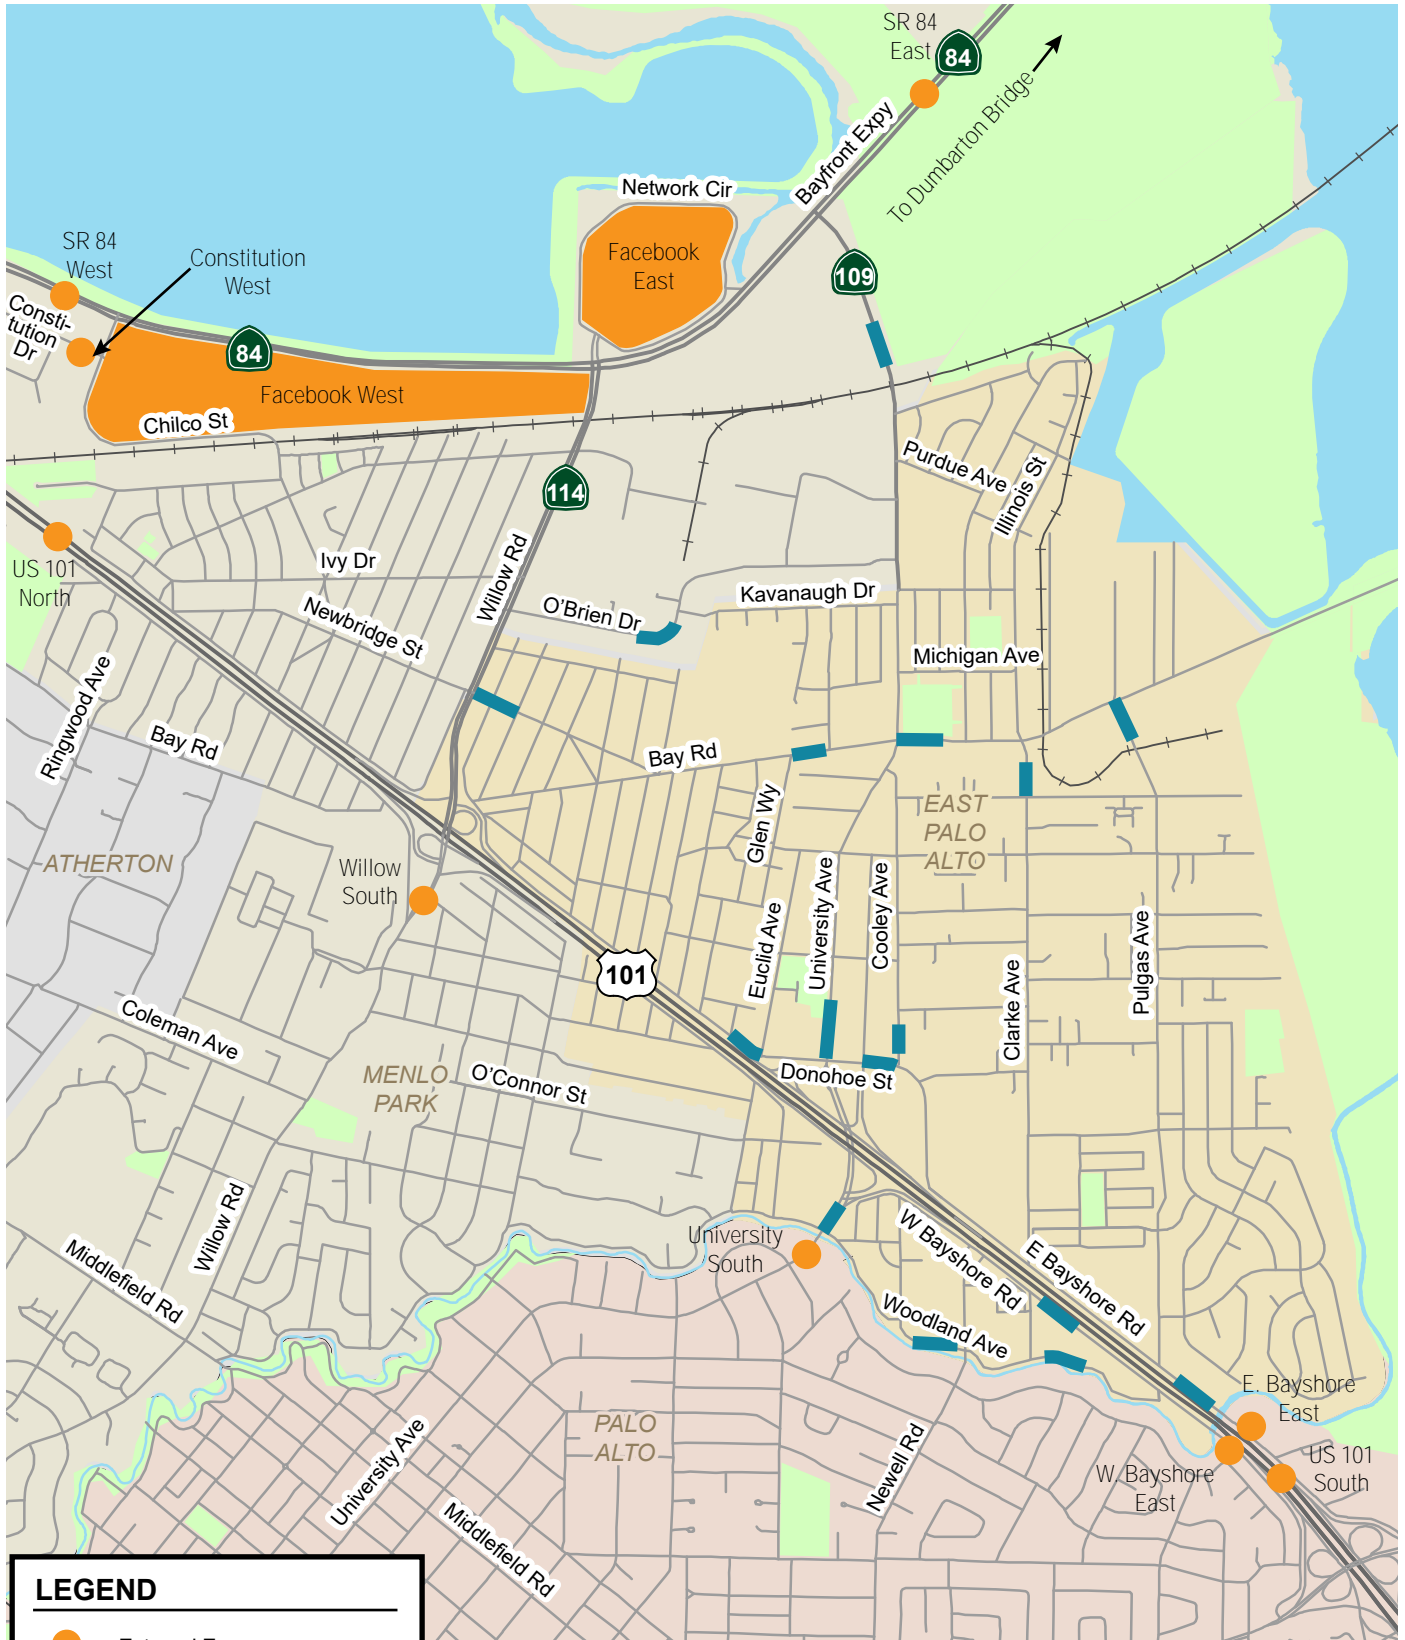 SR 84
East
84
To Dumbarton Bridge
Bayfront Expy
Network Cir
Facebook
East
109
SR 84
West
Constitution
West
Consti-
tution
Dr
84
Facebook West
Chilco St
114
Purdue Ave
Illinois St
US 101
North
Ivy Dr
Willow Rd
Newbridge St
O'Brien Dr
Kavanaugh Dr
Michigan Ave
Ringwood Ave
Bay Rd
Bay Rd
Glen Wy
EAST
PALO
ALTO
ATHERTON
Willow
South
University Ave
Cooley Ave
Euclid Ave
101
Clarke Ave
Pulgas Ave
Coleman Ave
MENLO
PARK
O'Connor St
Donohoe St
Willow Rd
Middlefield Rd
University
South
W Bayshore Rd
E Bayshore Rd
Woodland Ave
E. Bayshore
East
PALO
ALTO
University Ave
Newell Rd
US 101
South
W. Bayshore
East
Middlefield Rd
LEGEND